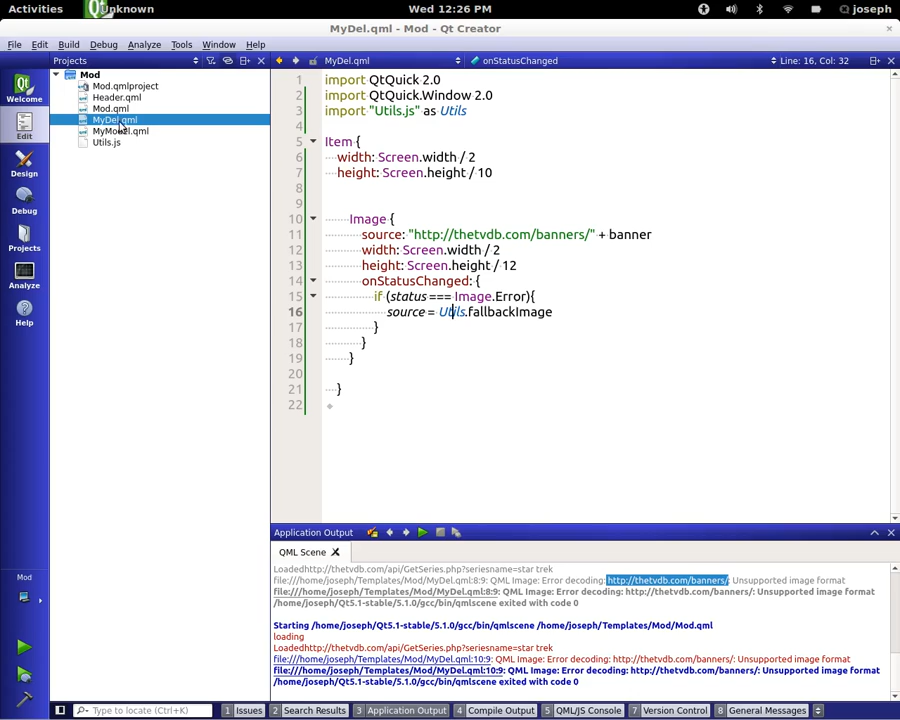 Activities Unknown Wed 12:26 PM joseph
MyDel.qml - Mod - Qt Creator
File Edit Build Debug Analyze Tools Window Help
Projects MyDel.qml onStatusChanged Line: 16, Col: 32
Welcome
Edit
Design
Debug
Projects
Analyze
Help
Mod
Mod
Mod.qmlproject
Header.qml
Mod.qml
MyDel.qml
MyModel.qml
Utils.js
1 import QtQuick 2.0
2 import QtQuick.Window 2.0
3 import "Utils.js" as Utils
4
5 Item {
6 width: Screen.width / 2
7 height: Screen.height / 10
8
9
10 Image {
11 source: "http://thetvdb.com/banners/" + banner
12 width: Screen.width / 2
13 height: Screen.height / 12
14 onStatusChanged: {
15 if (status === Image.Error){
16 source = Utils.fallbackImage
17 }
18 }
19 }
20
21 }
22
Application Output
QML Scene
Loadedhttp://thetvdb.com/api/GetSeries.php?seriesname=star trek
file:///home/joseph/Templates/Mod/MyDel.qml:8:9: QML Image: Error decoding: http://thetvdb.com/banners/: Unsupported image format
file:///home/joseph/Templates/Mod/MyDel.qml:8:9: QML Image: Error decoding: http://thetvdb.com/banners/: Unsupported image format
/home/joseph/Qt5.1-stable/5.1.0/gcc/bin/qmlscene exited with code 0
Starting /home/joseph/Qt5.1-stable/5.1.0/gcc/bin/qmlscene /home/joseph/Templates/Mod/Mod.qml
loading
Loadedhttp://thetvdb.com/api/GetSeries.php?seriesname=star trek
file:///home/joseph/Templates/Mod/MyDel.qml:10:9: QML Image: Error decoding: http://thetvdb.com/banners/: Unsupported image format
file:///home/joseph/Templates/Mod/MyDel.qml:10:9: QML Image: Error decoding: http://thetvdb.com/banners/: Unsupported image format
/home/joseph/Qt5.1-stable/5.1.0/gcc/bin/qmlscene exited with code 0
Type to locate (Ctrl+K) 1 Issues 2 Search Results 3 Application Output 4 Compile Output 5 QML/JS Console 7 Version Control 8 General Messages